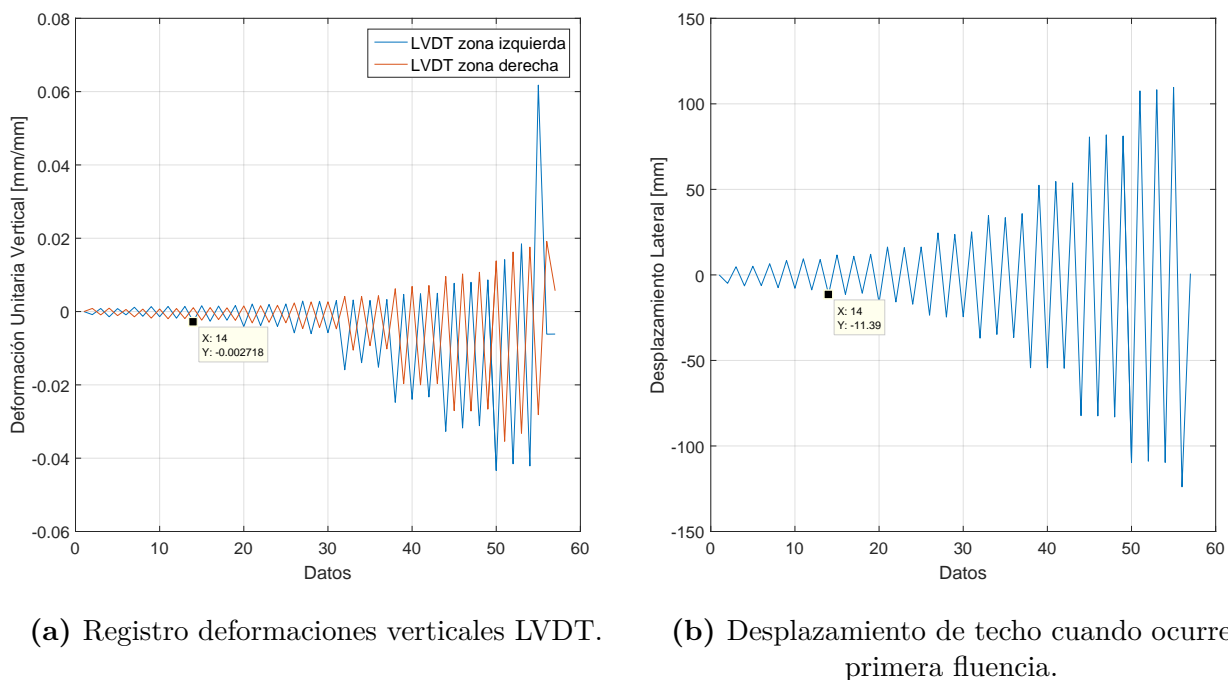 0.08
0.06
0.04
0.02
0
-0.02
-0.04
-0.06
Deformación Unitaria Vertical [mm/mm]
LVDT zona izquierda
LVDT zona derecha
X: 14
Y: -0.002718
0 10 20 30 40 50 60
Datos
(a) Registro deformaciones verticales LVDT.
150
100
50
0
-50
-100
-150
Desplazamiento Lateral [mm]
X: 14
Y: -11.39
0 10 20 30 40 50 60
Datos
(b) Desplazamiento de techo cuando ocurre
primera fluencia.